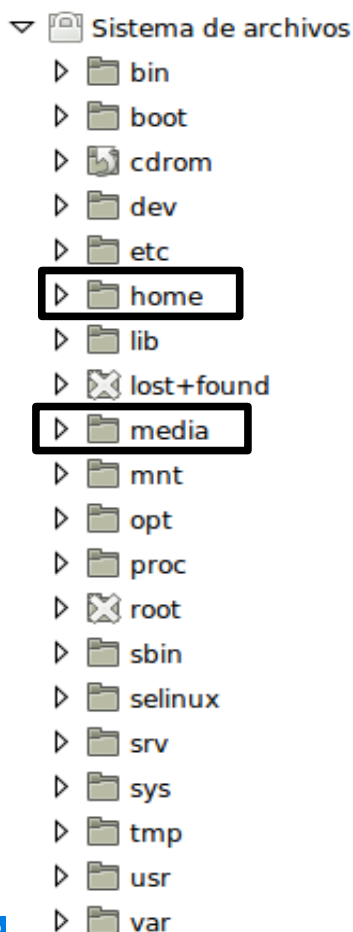 Sistema de archivos
bin
boot
cdrom
dev
etc
home
lib
lost+found
media
mnt
opt
proc
root
sbin
selinux
srv
sys
tmp
usr
var